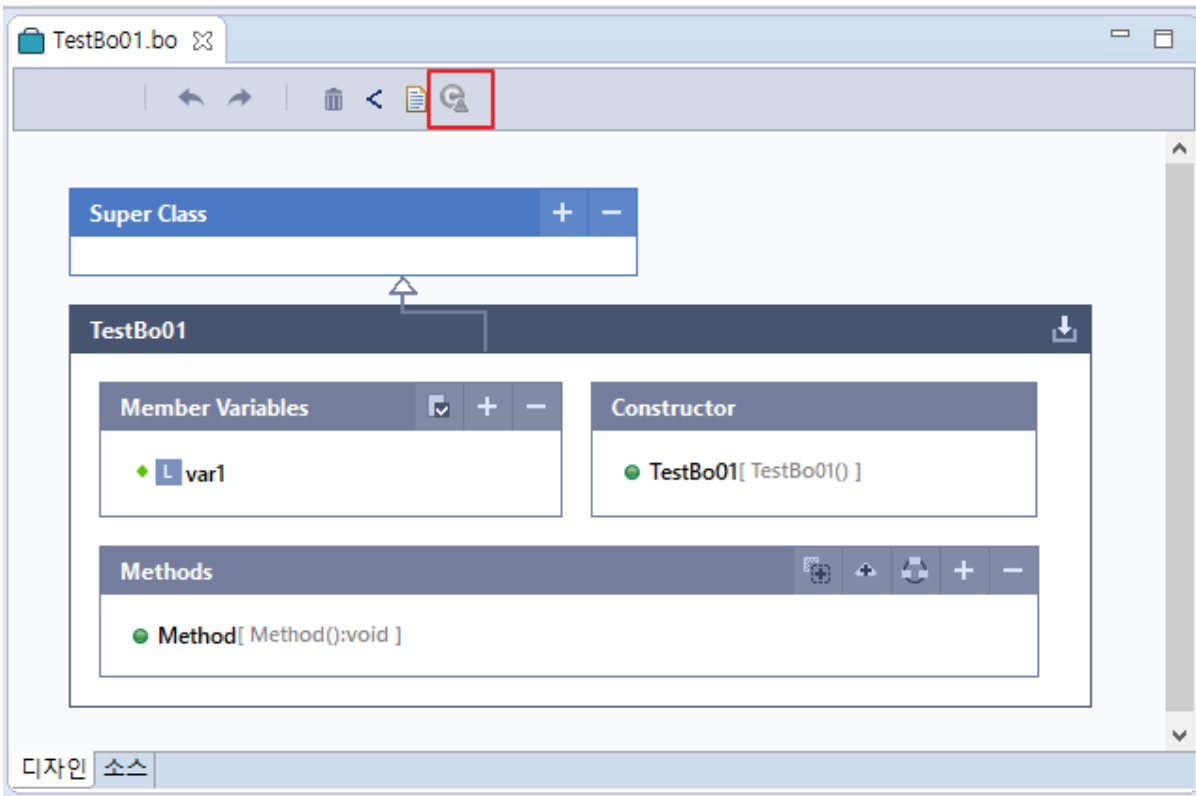 TestBo01.bo
Super Class
TestBo01
Member Variables
L var1
Constructor
TestBo01[ TestBo01() ]
Methods
Method[ Method():void ]
디자인 소스